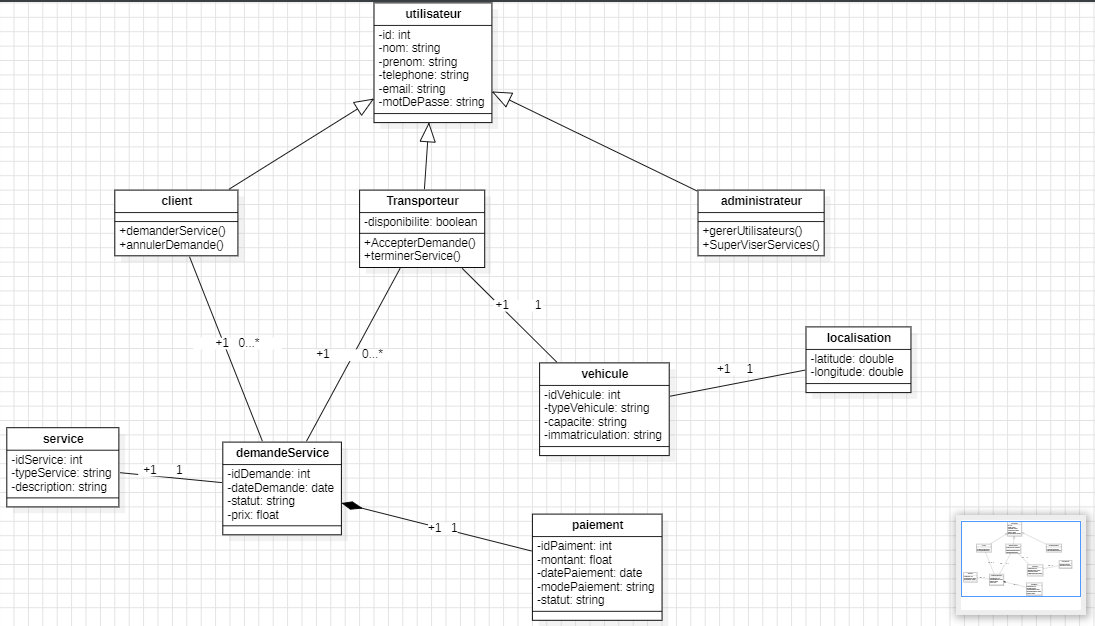 utilisateur
-id: int
-nom: string
-prenom: string
-telephone: string
-email: string
-motDePasse: string
client
+demanderService()
+annulerDemande()
Transporteur
-disponibilite: boolean
+AccepterDemande()
+terminerService()
administrateur
+gererUtilisateurs()
+SuperViserServices()
+1 1
+1 0...*
+1 0...*
localisation
-latitude: double
-longitude: double
+1 1
vehicule
-idVehicule: int
-typeVehicule: string
-capacite: string
-immatriculation: string
service
-idService: int
-typeService: string
-description: string
+1 1
demandeService
-idDemande: int
-dateDemande: date
-statut: string
-prix: float
+1 1
paiement
-idPaiment: int
-montant: float
-datePaiement: date
-modePaiement: string
-statut: string